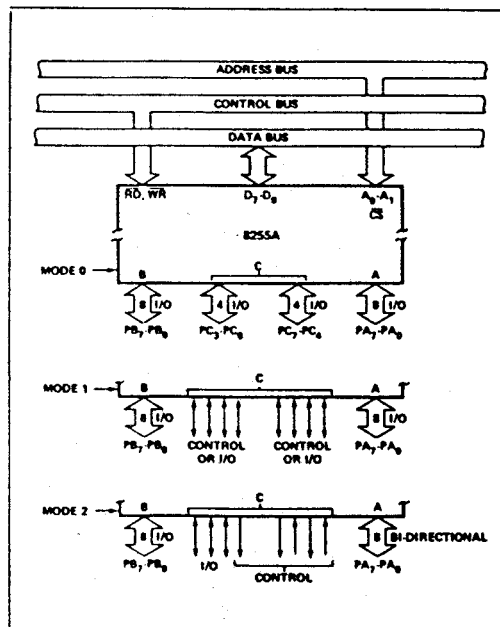 ADDRESS BUS
CONTROL BUS
DATA BUS
RD, WR D7-D0 A0-A1
CS
8255A
MODE 0
B C A
8 I/O 4 I/O 4 I/O 8 I/O
PB7-PB0 PC3-PC0 PC7-PC4 PA7-PA0
MODE 1
B C A
8 I/O 8 I/O
PB7-PB0 CONTROL CONTROL PA7-PA0
OR I/O OR I/O
MODE 2
B C A
8 I/O 8 BI-DIRECTIONAL
PB7-PB0 I/O CONTROL PA7-PA0